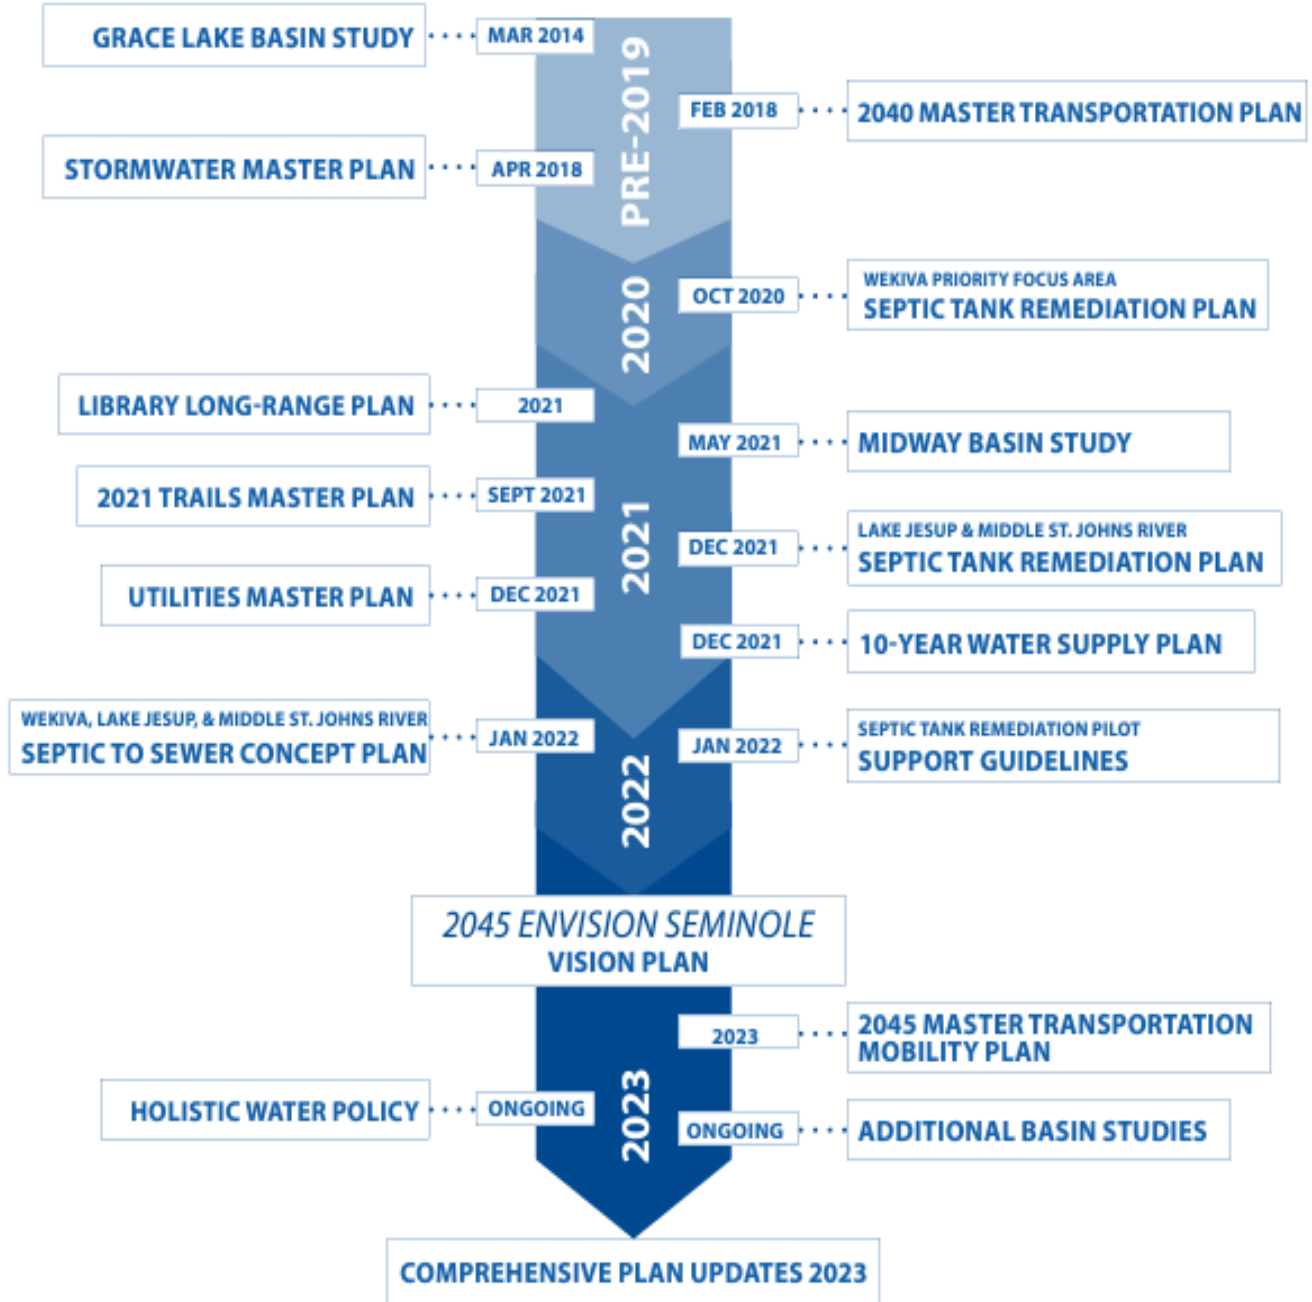 GRACE LAKE BASIN STUDY
MAR 2014
PRE-2019
FEB 2018
2040 MASTER TRANSPORTATION PLAN
STORMWATER MASTER PLAN
APR 2018
2020
OCT 2020
WEKIVA PRIORITY FOCUS AREA
SEPTIC TANK REMEDIATION PLAN
LIBRARY LONG-RANGE PLAN
2021
MAY 2021
MIDWAY BASIN STUDY
2021 TRAILS MASTER PLAN
SEPT 2021
2021
DEC 2021
LAKE JESUP & MIDDLE ST. JOHNS RIVER
SEPTIC TANK REMEDIATION PLAN
UTILITIES MASTER PLAN
DEC 2021
DEC 2021
10-YEAR WATER SUPPLY PLAN
WEKIVA, LAKE JESUP, & MIDDLE ST. JOHNS RIVER
SEPTIC TO SEWER CONCEPT PLAN
JAN 2022
JAN 2022
SEPTIC TANK REMEDIATION PILOT
SUPPORT GUIDELINES
2022
2045 ENVISION SEMINOLE
VISION PLAN
2023
2045 MASTER TRANSPORTATION
MOBILITY PLAN
HOLISTIC WATER POLICY
ONGOING
2023
ONGOING
ADDITIONAL BASIN STUDIES
COMPREHENSIVE PLAN UPDATES 2023